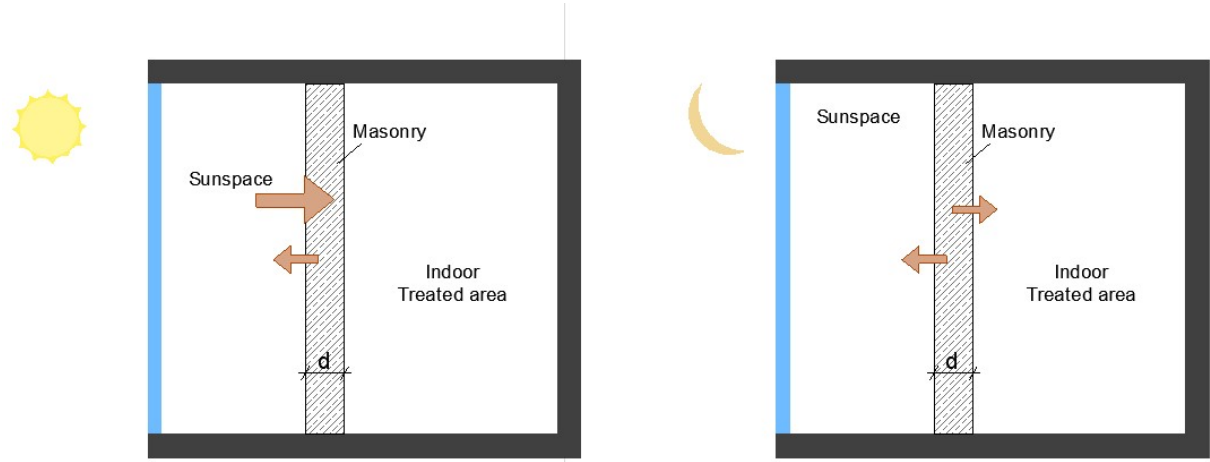 Masonry
Sunspace
Indoor
Treated area
d
Sunspace
Masonry
Indoor
Treated area
d